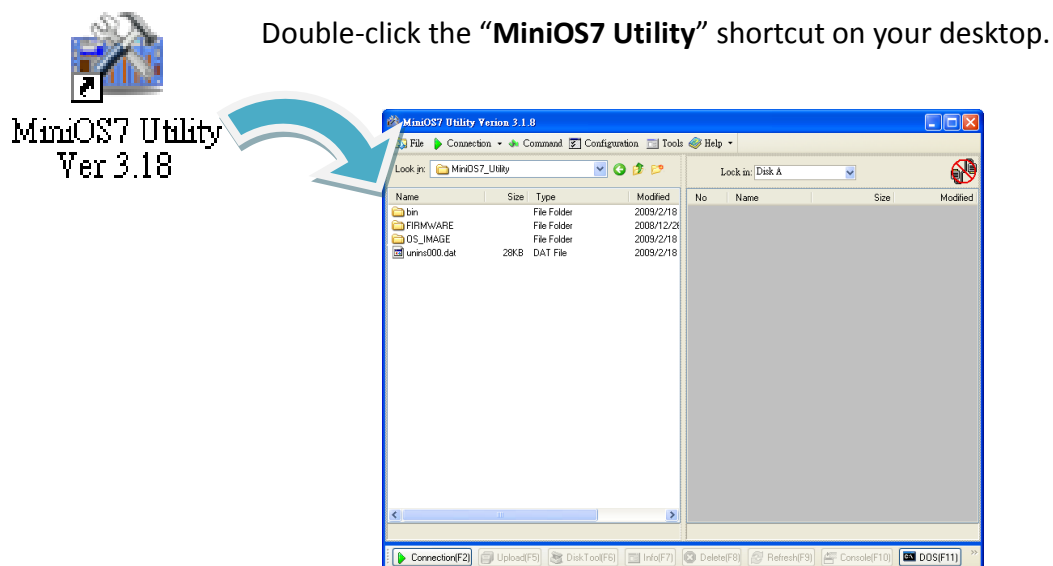 Double-click the “MiniOS7 Utility” shortcut on your desktop.
MiniOS7 Utility
Ver 3.18
MiniOS7 Utility Verion 3.1.8
File Connection Command Configuration Tools Help
Look in: MiniOS7_Utility
Name Size Type Modified
bin File Folder 2009/2/18
FIRMWARE File Folder 2008/12/26
OS_IMAGE File Folder 2009/2/18
unins000.dat 28KB DAT File 2009/2/18
Lock in: Disk A
No Name Size Modified
Connection(F2) Upload(F5) DiskTool(F6) Info(F7) Delete(F8) Refresh(F9) Console(F10) DOS(F11) »